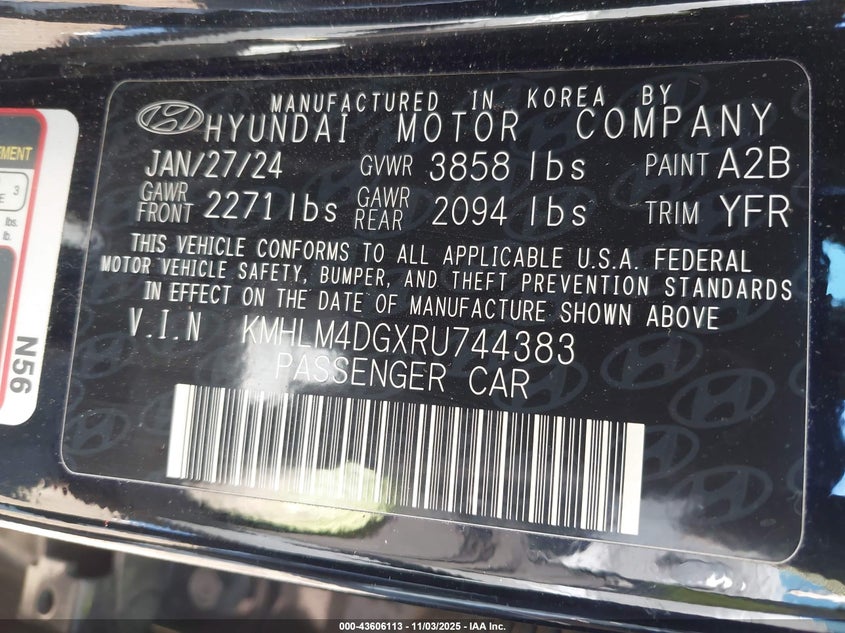 MANUFACTURED IN KOREA BY
HYUNDAI MOTOR COMPANY
JAN/27/24 GVWR 3858 lbs PAINT A2B
GAWR FRONT 2271 lbs GAWR REAR 2094 lbs TRIM YFR
THIS VEHICLE CONFORMS TO ALL APPLICABLE U.S.A. FEDERAL
MOTOR VEHICLE SAFETY, BUMPER, AND THEFT PREVENTION STANDARDS
IN EFFECT ON THE DATE OF MANUFACTURE SHOWN ABOVE
V.I.N KMHLM4DGXRU744383
PASSENGER CAR
3
lbs.
lb.
N56
000-43606113 - 11/03/2025 - IAA Inc.